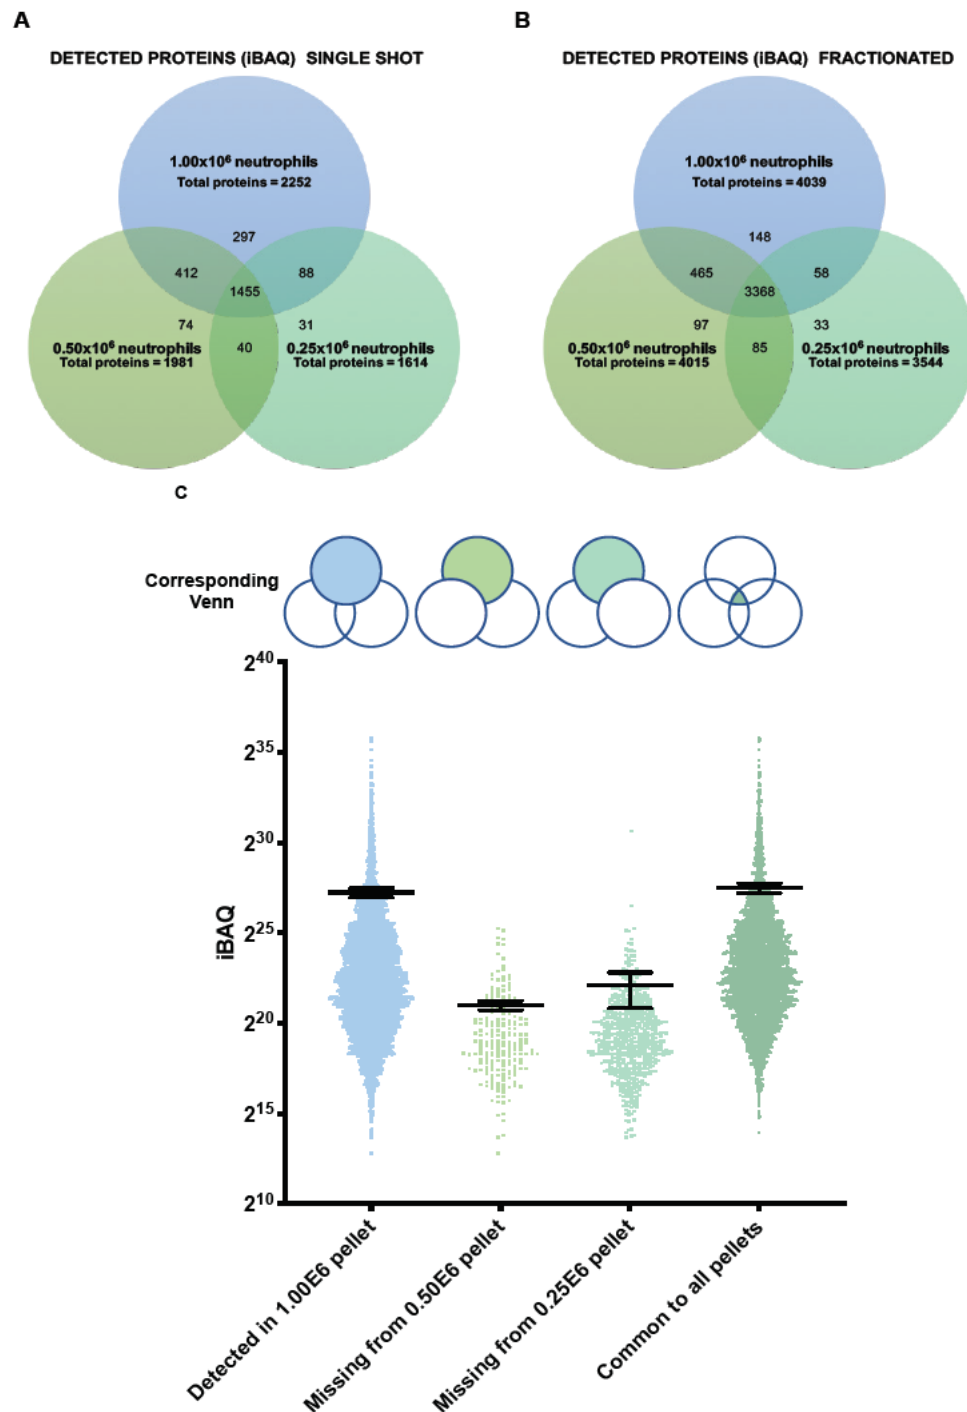 A
B
DETECTED PROTEINS (iBAQ) SINGLE SHOT
DETECTED PROTEINS (iBAQ) FRACTIONATED
1.00x10⁶ neutrophils
Total proteins = 2252
297
412
88
1455
74
31
40
0.50x10⁶ neutrophils
Total proteins = 1981
0.25x10⁶ neutrophils
Total proteins = 1614
1.00x10⁶ neutrophils
Total proteins = 4039
148
465
58
3368
97
33
85
0.50x10⁶ neutrophils
Total proteins = 4015
0.25x10⁶ neutrophils
Total proteins = 3544
C
Corresponding
Venn
iBAQ
2⁴⁰
2³⁵
2³⁰
2²⁵
2²⁰
2¹⁵
2¹⁰
Detected in 1.00E6 pellet
Missing from 0.50E6 pellet
Missing from 0.25E6 pellet
Common to all pellets